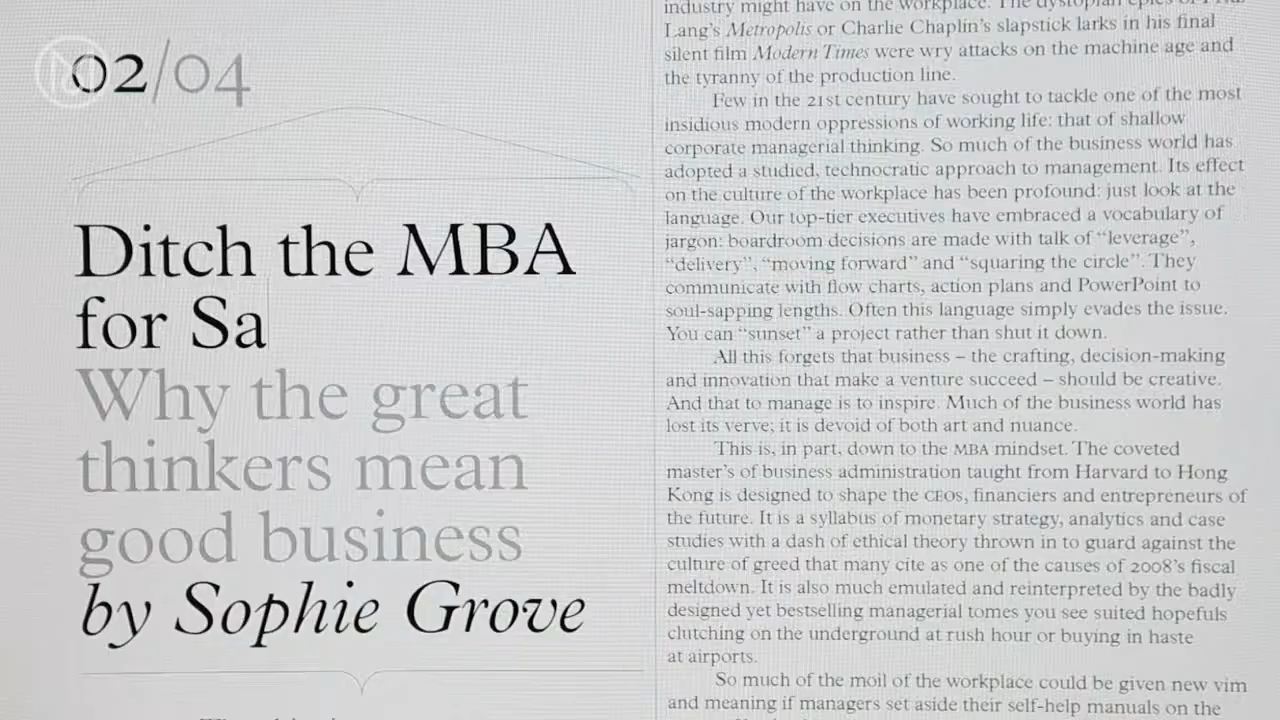 02/04
Ditch the MBA
for Sa
Why the great
thinkers mean
good business
by Sophie Grove
industry might have on the workplace. The dystopian epics of
Lang's Metropolis or Charlie Chaplin's slapstick larks in his final
silent film Modern Times were wry attacks on the machine age and
the tyranny of the production line.
Few in the 21st century have sought to tackle one of the most
insidious modern oppressions of working life: that of shallow
corporate managerial thinking. So much of the business world has
adopted a studied, technocratic approach to management. Its effect
on the culture of the workplace has been profound: just look at the
language. Our top-tier executives have embraced a vocabulary of
jargon: boardroom decisions are made with talk of “leverage”,
“delivery”, “moving forward” and “squaring the circle”. They
communicate with flow charts, action plans and PowerPoint to
soul-sapping lengths. Often this language simply evades the issue.
You can “sunset” a project rather than shut it down.
All this forgets that business – the crafting, decision-making
and innovation that make a venture succeed – should be creative.
And that to manage is to inspire. Much of the business world has
lost its verve; it is devoid of both art and nuance.
This is, in part, down to the MBA mindset. The coveted
master's of business administration taught from Harvard to Hong
Kong is designed to shape the CEOs, financiers and entrepreneurs of
the future. It is a syllabus of monetary strategy, analytics and case
studies with a dash of ethical theory thrown in to guard against the
culture of greed that many cite as one of the causes of 2008's fiscal
meltdown. It is also much emulated and reinterpreted by the badly
designed yet bestselling managerial tomes you see suited hopefuls
clutching on the underground at rush hour or buying in haste
at airports.
So much of the moil of the workplace could be given new vim
and meaning if managers set aside their self-help manuals on the